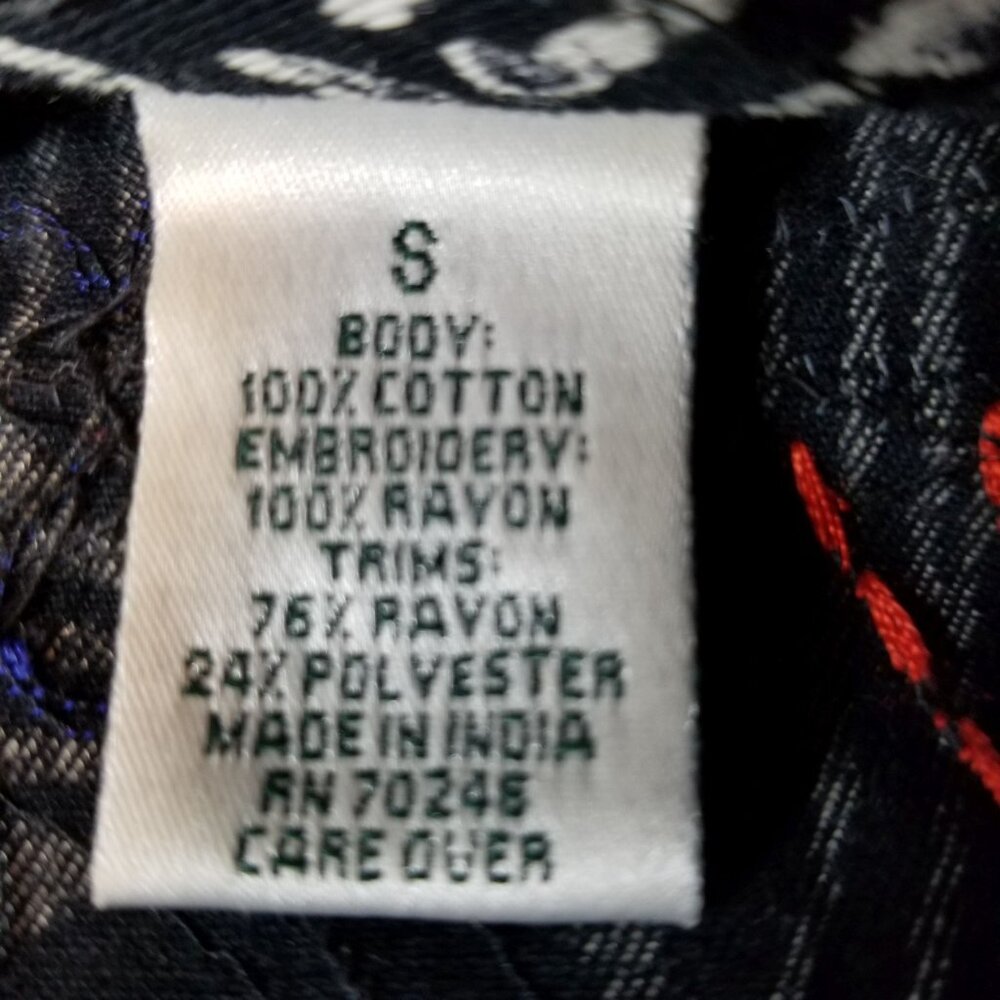 S
BODY:
100% COTTON
EMBROIDERY:
100% RAYON
TRIMS:
76% RAYON
24% POLYESTER
MADE IN INDIA
RN 70246
CARE OVER